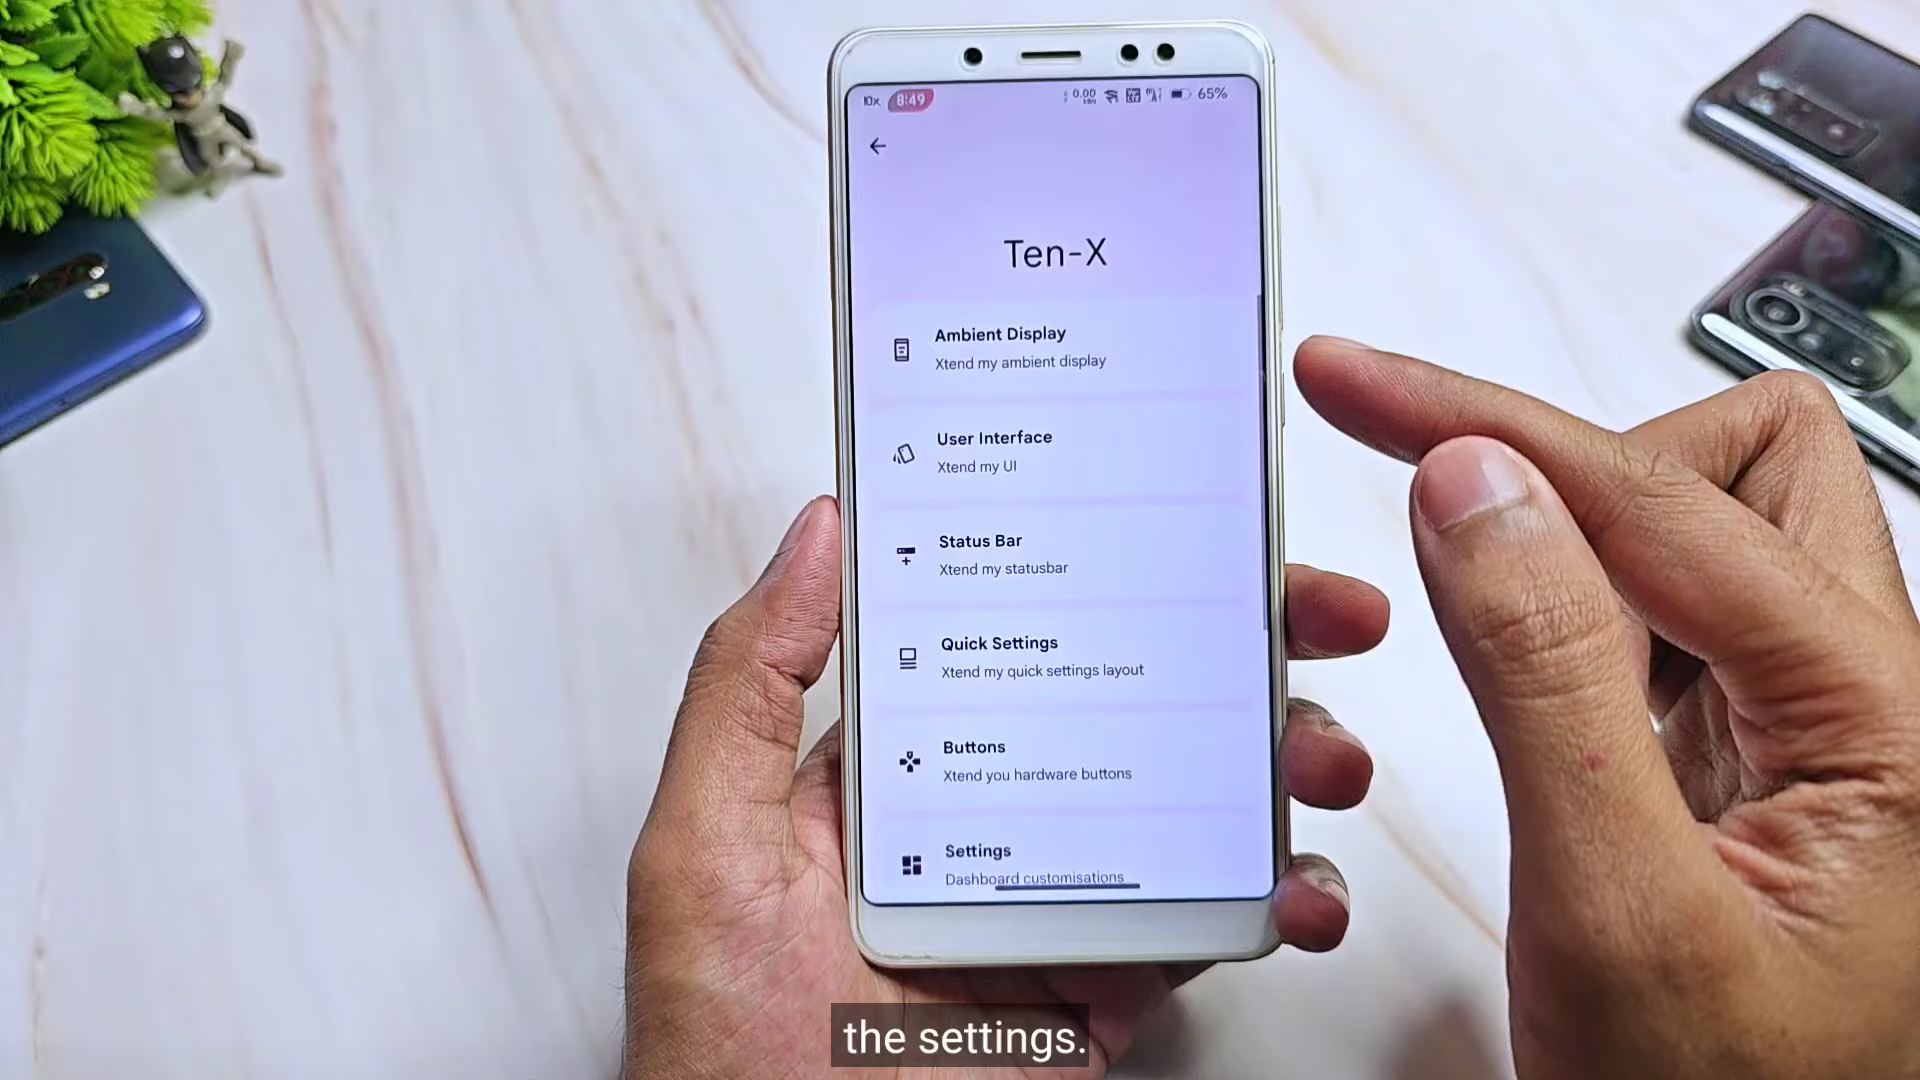 10x 8:49 0.00 65%
Ten-X
Ambient Display
Xtend my ambient display
User Interface
Xtend my UI
Status Bar
Xtend my statusbar
Quick Settings
Xtend my quick settings layout
Buttons
Xtend you hardware buttons
Settings
Dashboard customisations
the settings.